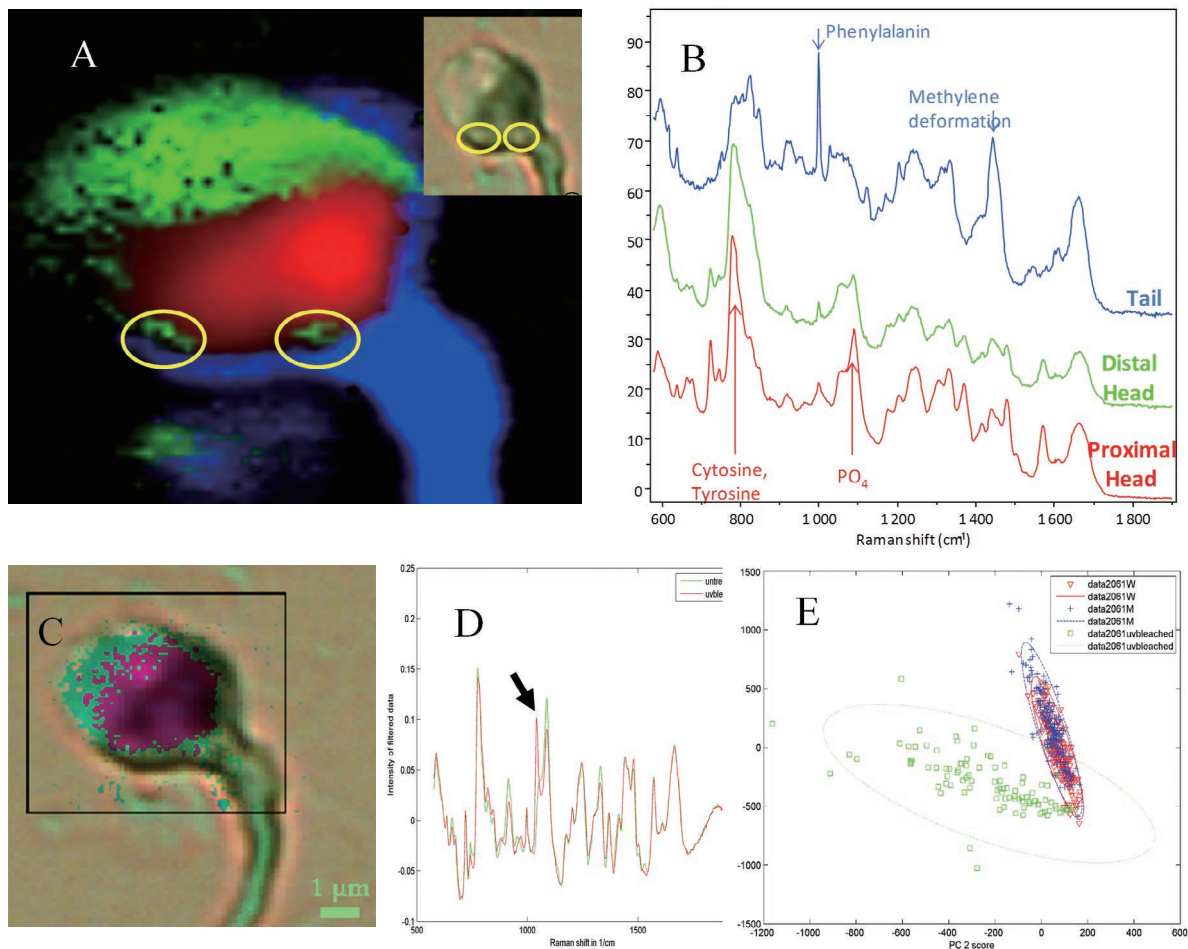 A
B
Phenylalanin
Methylene
deformation
90
80
70
60
50
40
30
20
10
0
Tail
Distal
Head
Proximal
Head
Cytosine,
Tyrosine
PO4
600 800 1 000 1 200 1 400 1 600 1 800
Raman shift (cm-1)
C
1 µm
D
untre
uvble
0.25
0.2
0.15
0.1
0.05
0
-0.05
-0.1
Intensity of filtered data
500 1000 1500
Raman shift in 1/cm
E
data2061W
data2061W
data2061M
data2061M
data2061uvbleached
data2061uvbleached
1500
1000
500
0
-500
-1000
-1500
-1200 -1000 -800 -600 -400 -200 0 200 400 600
PC 2 score